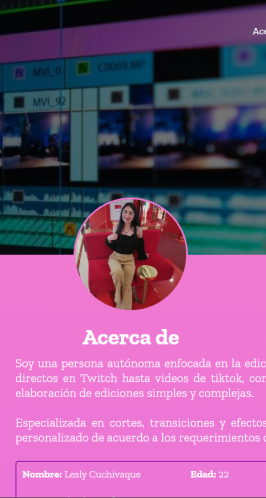 Ace
MVI_0
C0069.MP
MVI_92
Acerca de
Soy una persona autónoma enfocada en la edic
directos en Twitch hasta videos de tiktok, con
elaboración de ediciones simples y complejas.
Especializada en cortes, transiciones y efectos
personalizado de acuerdo a los requerimientos
Nombre: Lesly Cuchivaque
Edad: 22